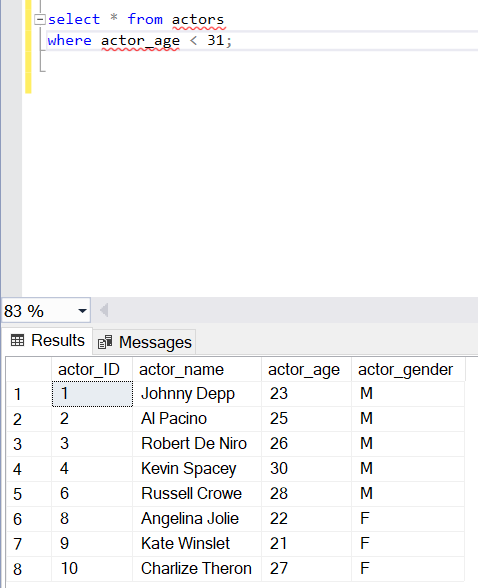 select * from actors
where actor_age < 31;
83 %
Results Messages
actor_ID actor_name actor_age actor_gender
1 1 Johnny Depp 23 M
2 2 Al Pacino 25 M
3 3 Robert De Niro 26 M
4 4 Kevin Spacey 30 M
5 6 Russell Crowe 28 M
6 8 Angelina Jolie 22 F
7 9 Kate Winslet 21 F
8 10 Charlize Theron 27 F